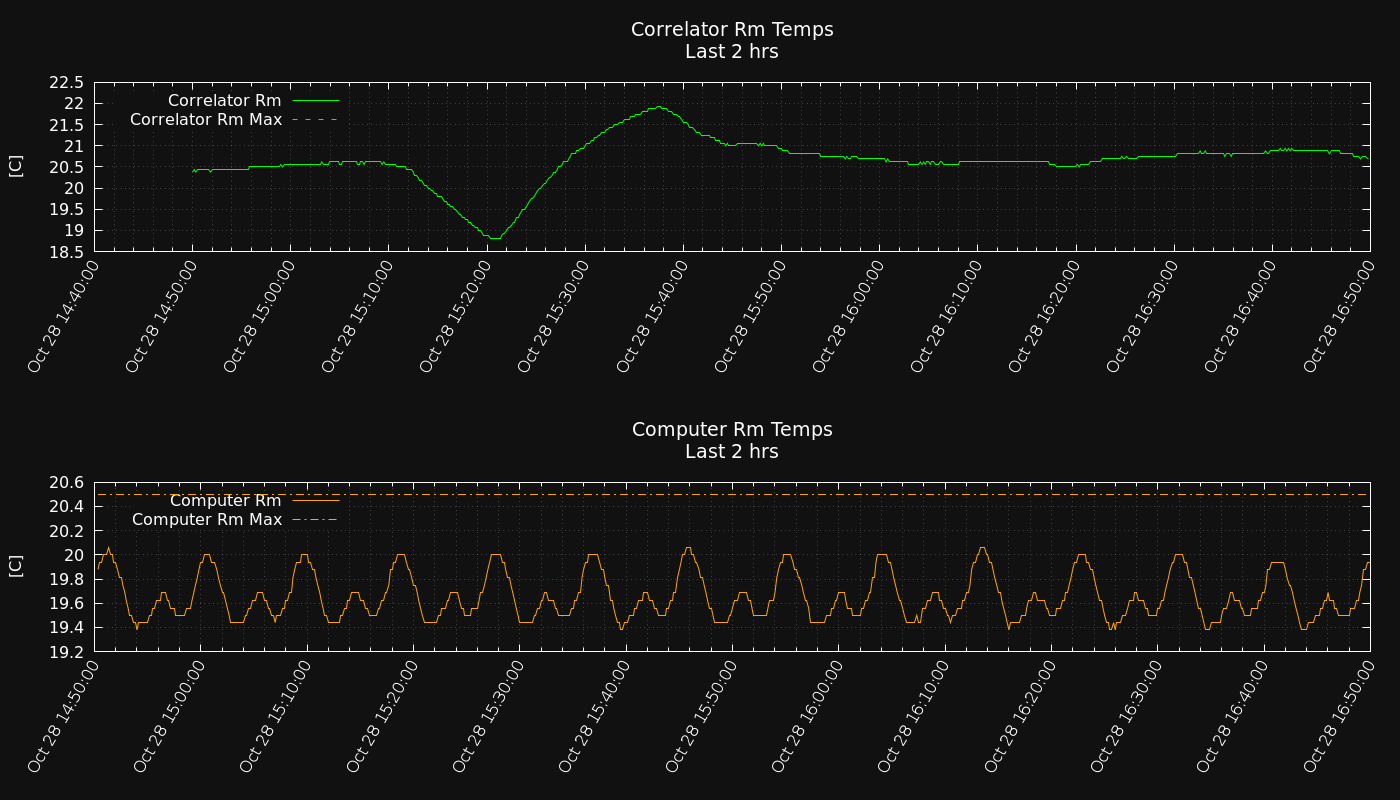 Correlator Rm Temps
Last 2 hrs
22.5
22
21.5
21
20.5
20
19.5
19
18.5
[C]
Correlator Rm
Correlator Rm Max
Oct 28 14:40:00
Oct 28 14:50:00
Oct 28 15:00:00
Oct 28 15:10:00
Oct 28 15:20:00
Oct 28 15:30:00
Oct 28 15:40:00
Oct 28 15:50:00
Oct 28 16:00:00
Oct 28 16:10:00
Oct 28 16:20:00
Oct 28 16:30:00
Oct 28 16:40:00
Oct 28 16:50:00
Computer Rm Temps
Last 2 hrs
20.6
20.4
20.2
20
19.8
19.6
19.4
19.2
[C]
Computer Rm
Computer Rm Max
Oct 28 14:50:00
Oct 28 15:00:00
Oct 28 15:10:00
Oct 28 15:20:00
Oct 28 15:30:00
Oct 28 15:40:00
Oct 28 15:50:00
Oct 28 16:00:00
Oct 28 16:10:00
Oct 28 16:20:00
Oct 28 16:30:00
Oct 28 16:40:00
Oct 28 16:50:00